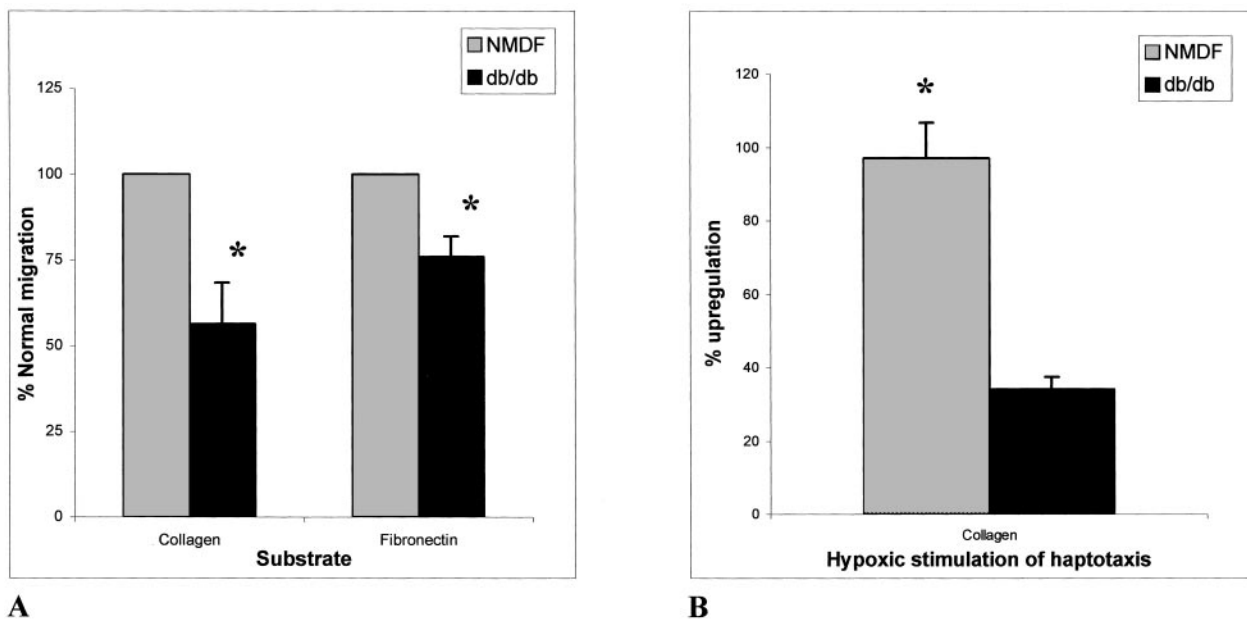 NMDF
db/db
125
100
75
50
25
0
% Normal migration
*
*
Collagen
Fibronectin
Substrate
A
NMDF
db/db
120
100
80
60
40
20
0
% upregulation
*
Collagen
Hypoxic stimulation of haptotaxis
B